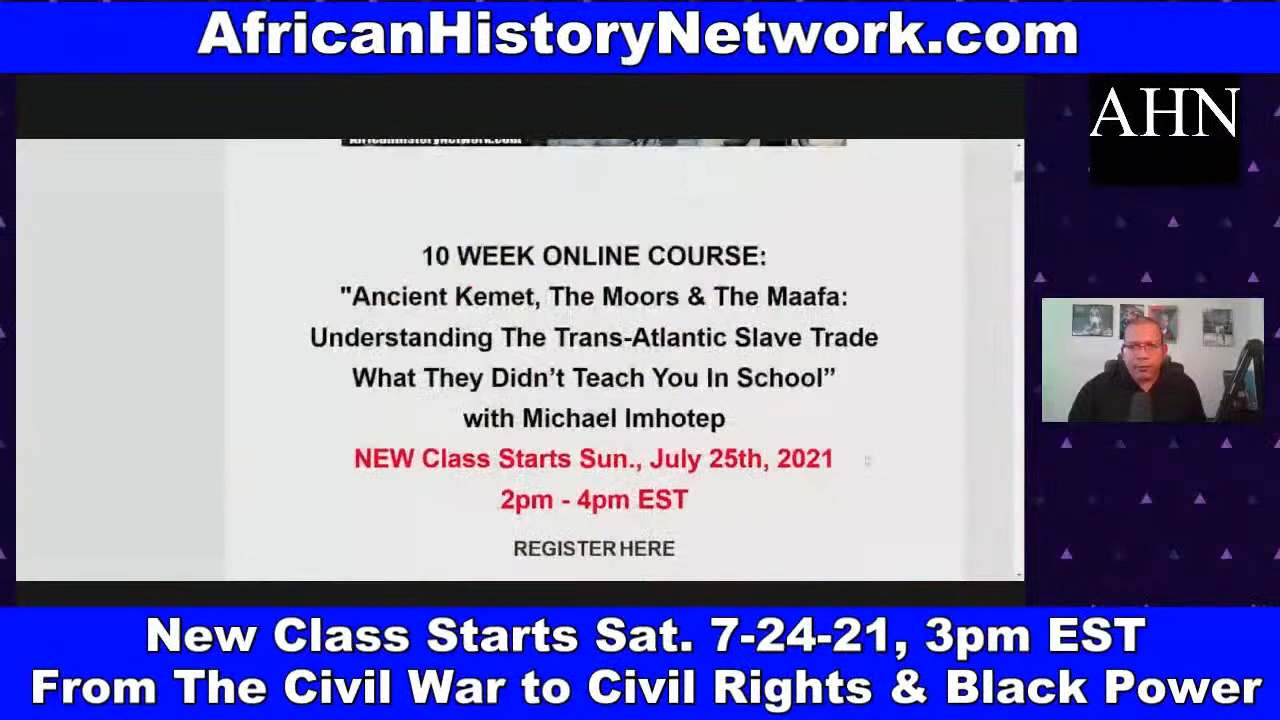 AfricanHistoryNetwork.com
AHN
AfricanHistoryNetwork.com
10 WEEK ONLINE COURSE:
"Ancient Kemet, The Moors & The Maafa:
Understanding The Trans-Atlantic Slave Trade
What They Didn’t Teach You In School”
with Michael Imhotep
NEW Class Starts Sun., July 25th, 2021
2pm - 4pm EST
REGISTER HERE
New Class Starts Sat. 7-24-21, 3pm EST
From The Civil War to Civil Rights & Black Power